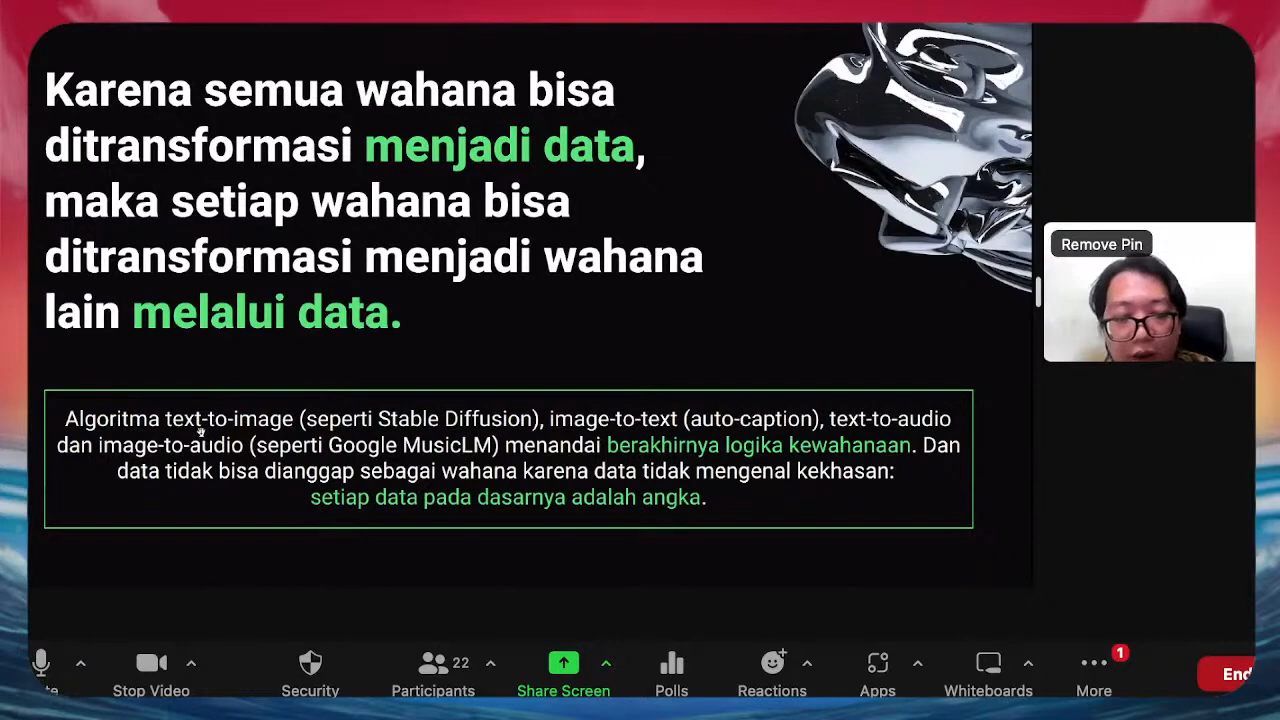 Karena semua wahana bisa
ditransformasi menjadi data,
maka setiap wahana bisa
ditransformasi menjadi wahana
lain melalui data.
Remove Pin
Algoritma text-to-image (seperti Stable Diffusion), image-to-text (auto-caption), text-to-audio
dan image-to-audio (seperti Google MusicLM) menandai berakhirnya logika kewahanaan. Dan
data tidak bisa dianggap sebagai wahana karena data tidak mengenal kekhasan:
setiap data pada dasarnya adalah angka.
22
1
te
Stop Video
Security
Participants
Share Screen
Polls
Reactions
Apps
Whiteboards
More
End